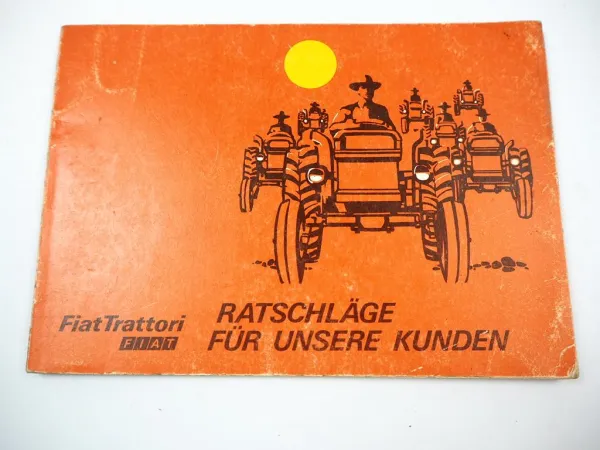 FiatTrattori
FIAT
RATSCHLÄGE
FÜR UNSERE KUNDEN